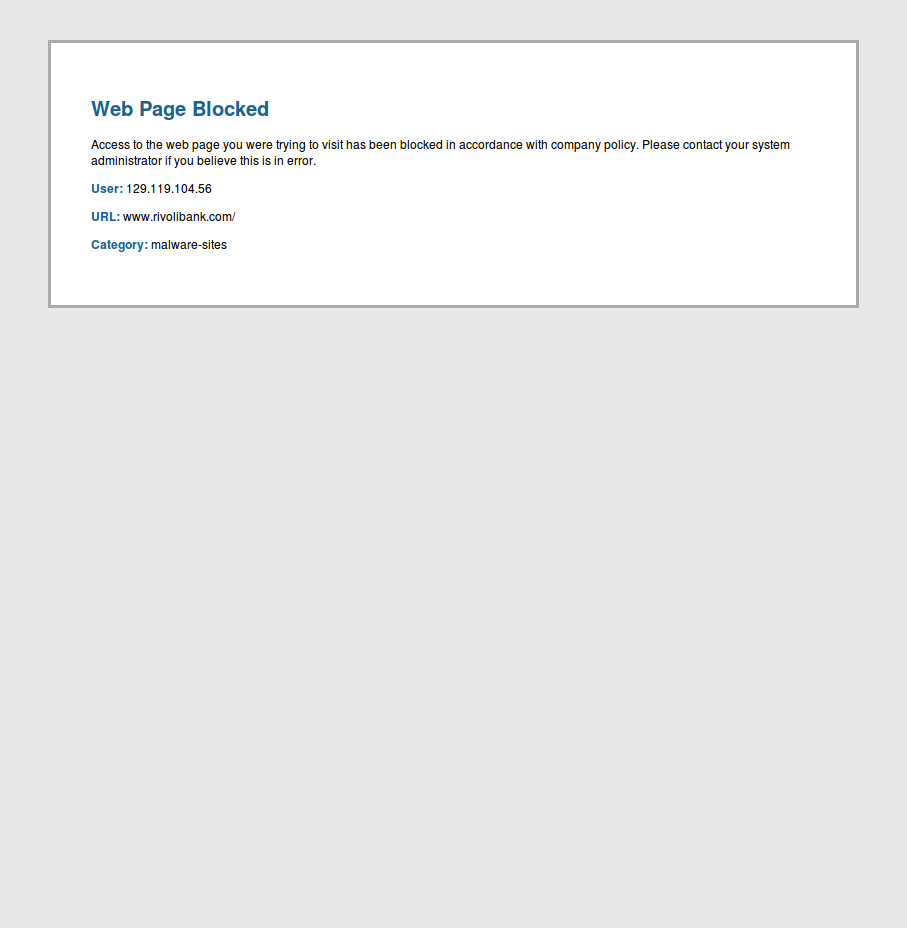 Web Page Blocked
Access to the web page you were trying to visit has been blocked in accordance with company policy. Please contact your system
administrator if you believe this is in error.
User: 129.119.104.56
URL: www.rivolibank.com/
Category: malware-sites